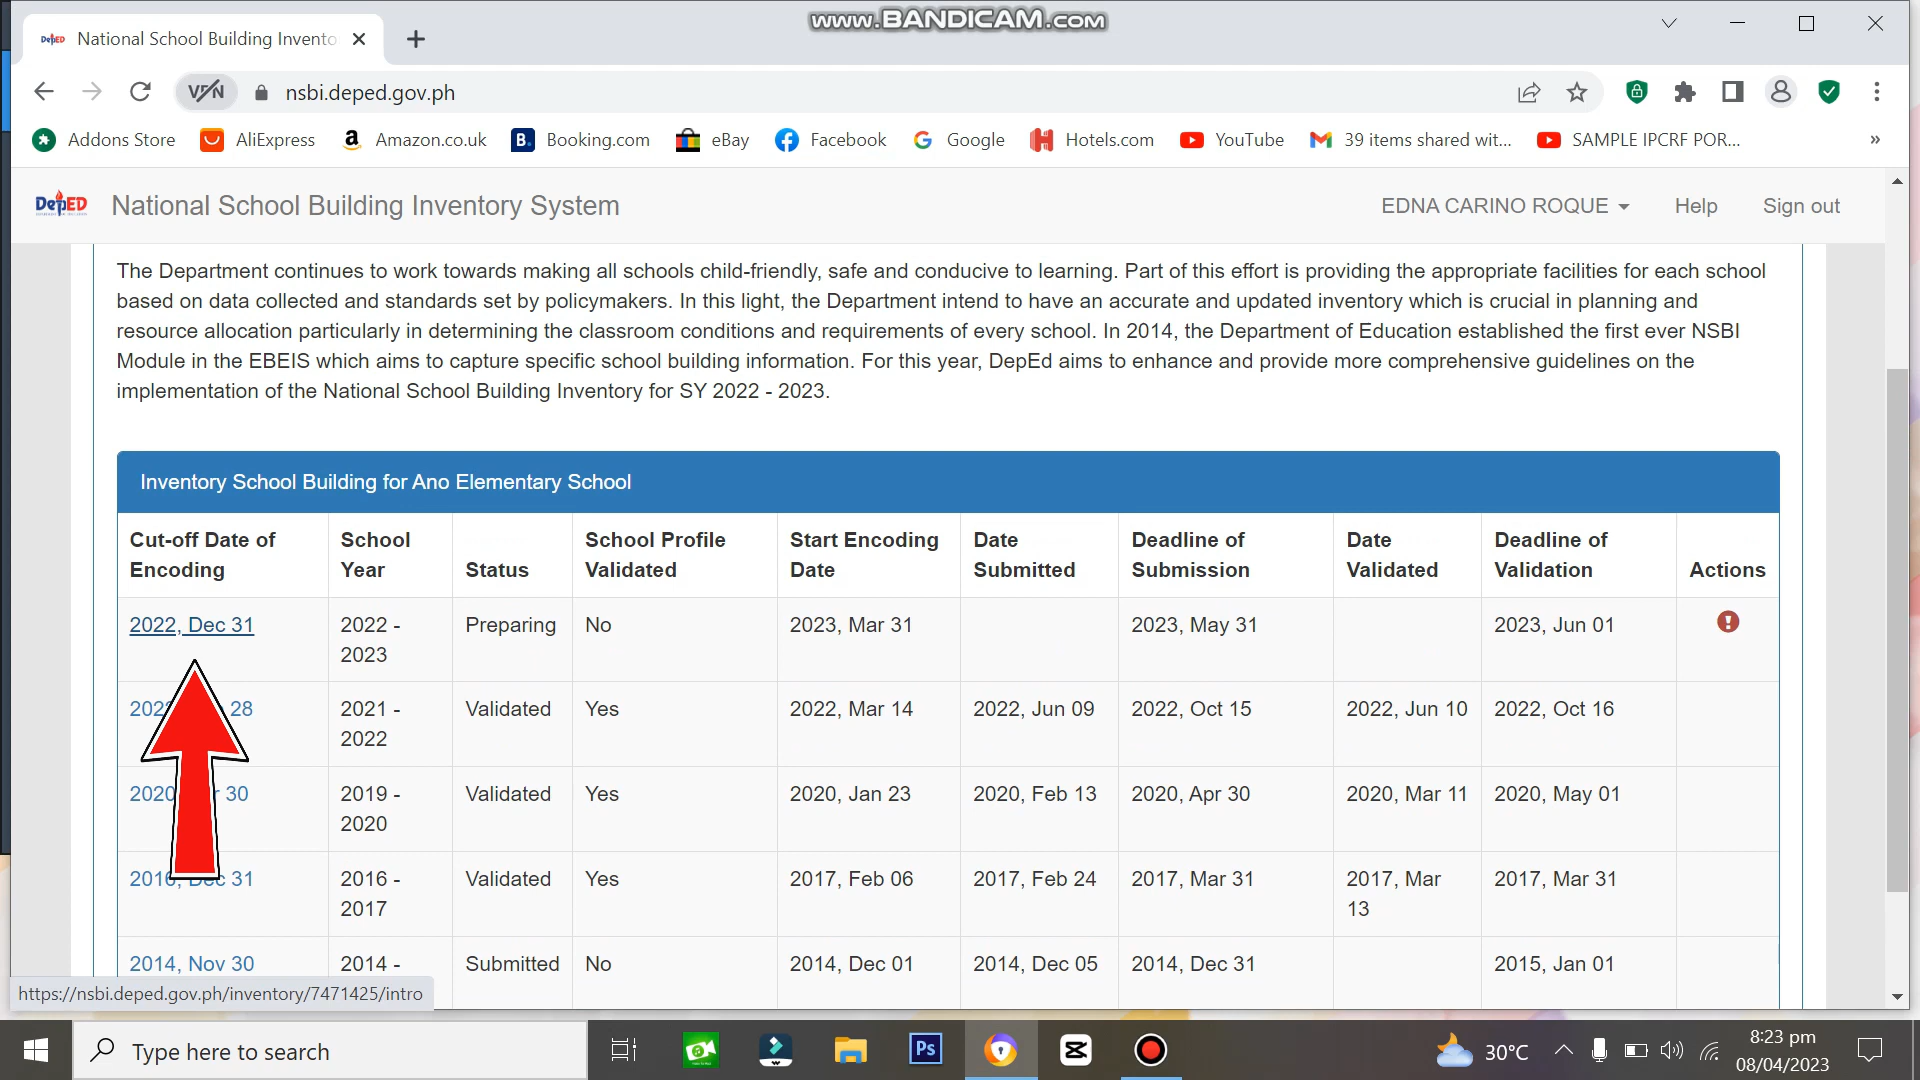 www.BANDICAM.com
DepED National School Building Invento
nsbi.deped.gov.ph
Addons Store AliExpress Amazon.co.uk Booking.com eBay Facebook Google Hotels.com YouTube 39 items shared wit... SAMPLE IPCRF POR... »
DepED National School Building Inventory System EDNA CARINO ROQUE Help Sign out
The Department continues to work towards making all schools child-friendly, safe and conducive to learning. Part of this effort is providing the appropriate facilities for each school
based on data collected and standards set by policymakers. In this light, the Department intend to have an accurate and updated inventory which is crucial in planning and
resource allocation particularly in determining the classroom conditions and requirements of every school. In 2014, the Department of Education established the first ever NSBI
Module in the EBEIS which aims to capture specific school building information. For this year, DepEd aims to enhance and provide more comprehensive guidelines on the
implementation of the National School Building Inventory for SY 2022 - 2023.
Inventory School Building for Ano Elementary School
Cut-off Date of School School Profile Start Encoding Date Deadline of Date Deadline of
Encoding Year Status Validated Date Submitted Submission Validated Validation Actions
2022, Dec 31 2022 - Preparing No 2023, Mar 31 2023, May 31 2023, Jun 01
2023
28 2021 - Validated Yes 2022, Mar 14 2022, Jun 09 2022, Oct 15 2022, Jun 10 2022, Oct 16
2022
2020 30 2019 - Validated Yes 2020, Jan 23 2020, Feb 13 2020, Apr 30 2020, Mar 11 2020, May 01
2020
2016, Dec 31 2016 - Validated Yes 2017, Feb 06 2017, Feb 24 2017, Mar 31 2017, Mar 2017, Mar 31
2017 13
2014, Nov 30 2014 - Submitted No 2014, Dec 01 2014, Dec 05 2014, Dec 31 2015, Jan 01
https://nsbi.deped.gov.ph/inventory/7471425/intro
Type here to search Ps 30°C 8:23 pm
08/04/2023